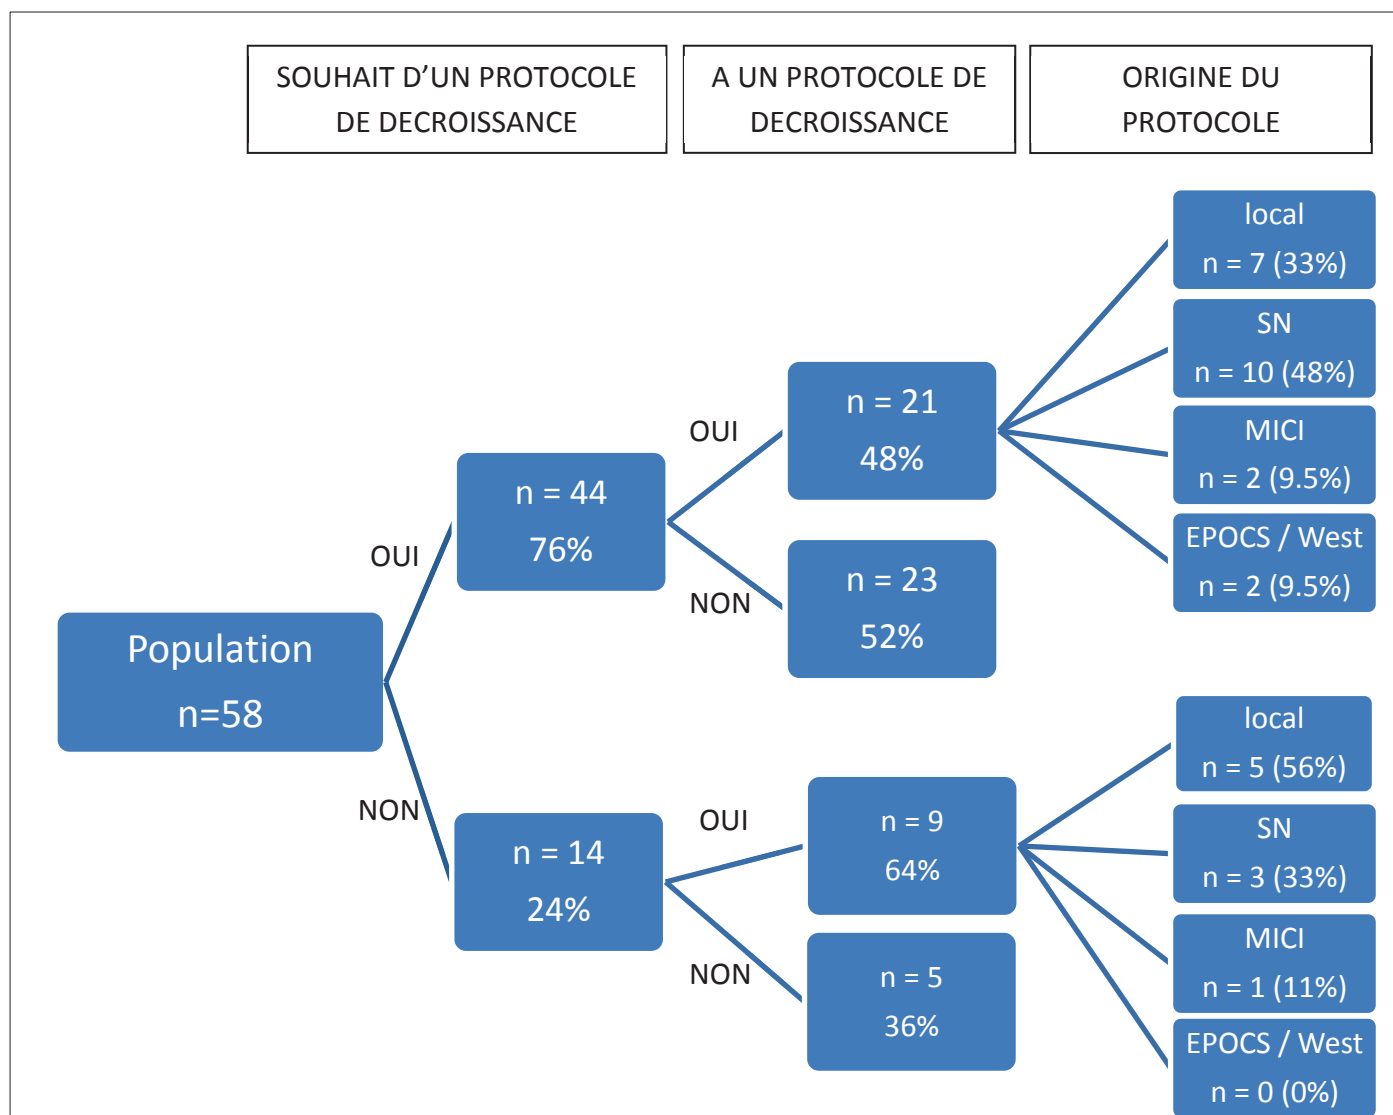 SOUHAIT D’UN PROTOCOLE
DE DECROISSANCE
A UN PROTOCOLE DE
DECROISSANCE
ORIGINE DU
PROTOCOLE
Population
n=58
OUI
NON
n = 44
76%
n = 14
24%
OUI
NON
n = 21
48%
n = 23
52%
OUI
NON
n = 9
64%
n = 5
36%
local
n = 7 (33%)
SN
n = 10 (48%)
MICI
n = 2 (9.5%)
EPOCS / West
n = 2 (9.5%)
local
n = 5 (56%)
SN
n = 3 (33%)
MICI
n = 1 (11%)
EPOCS / West
n = 0 (0%)